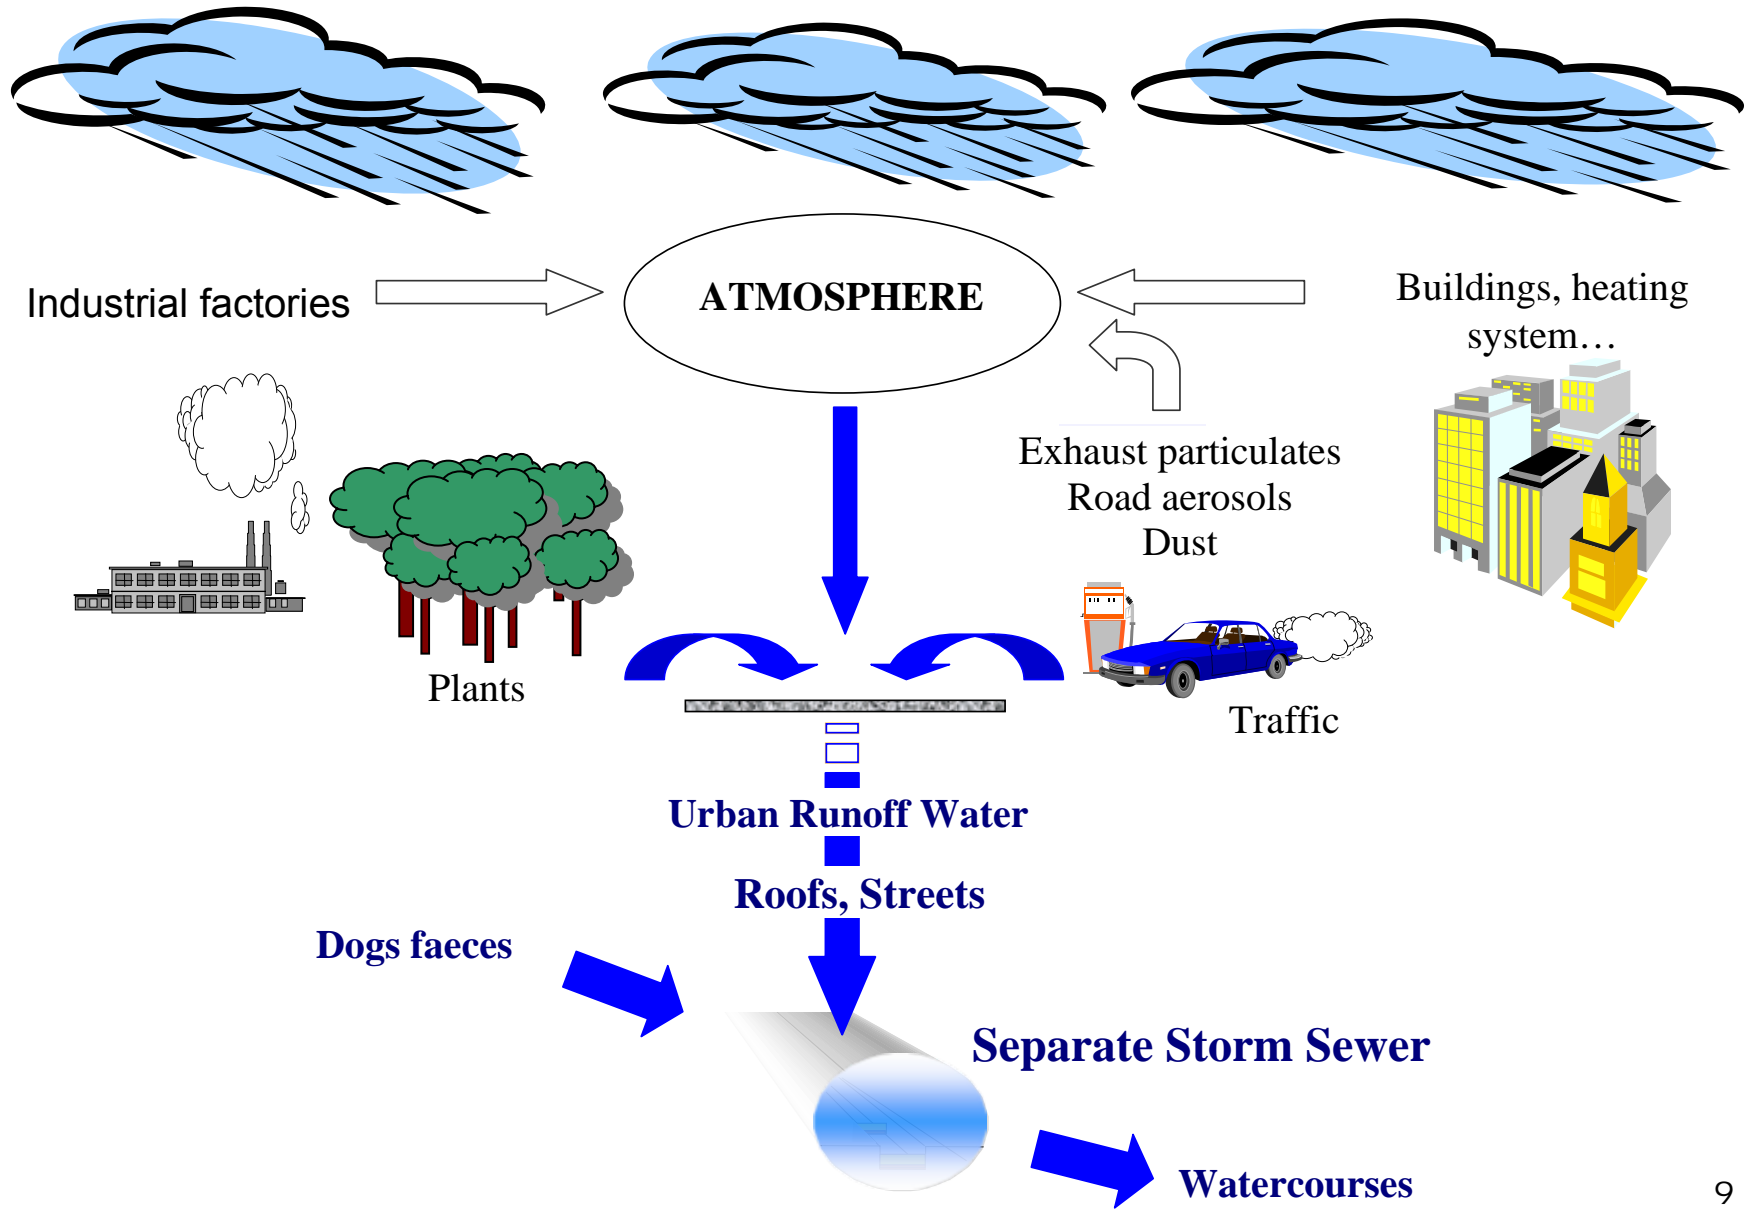 Industrial factories
ATMOSPHERE
Buildings, heating
system…
Exhaust particulates
Road aerosols
Dust
Plants
Traffic
Urban Runoff Water
Roofs, Streets
Dogs faeces
Separate Storm Sewer
Watercourses
9